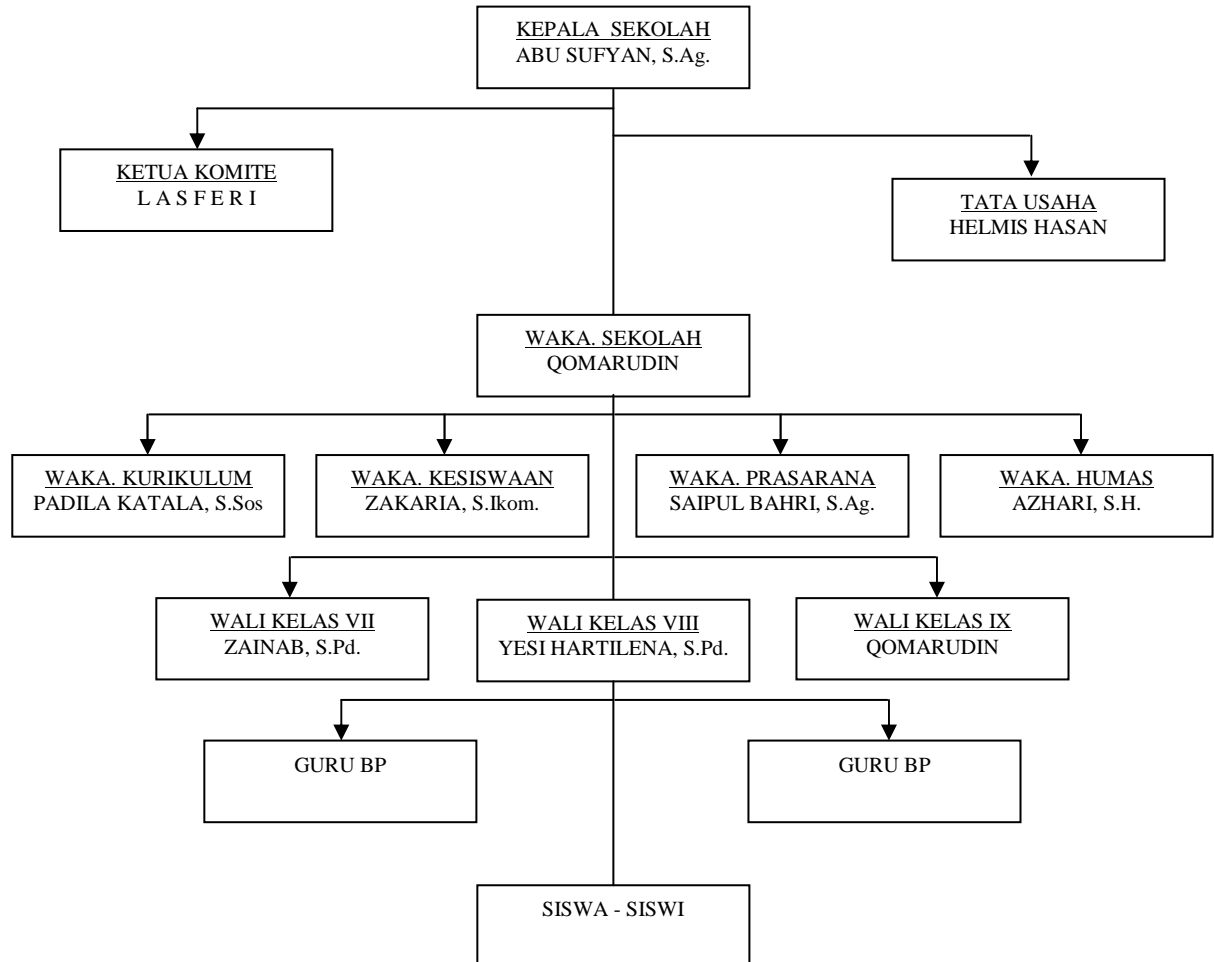 KEPALA SEKOLAH
ABU SUFYAN, S.Ag.
KETUA KOMITE
L A S F E R I
TATA USAHA
HELMIS HASAN
WAKA. SEKOLAH
QOMARUDIN
WAKA. KURIKULUM
PADILA KATALA, S.Sos
WAKA. KESISWAAN
ZAKARIA, S.Ikom.
WAKA. PRASARANA
SAIPUL BAHRI, S.Ag.
WAKA. HUMAS
AZHARI, S.H.
WALI KELAS VII
ZAINAB, S.Pd.
WALI KELAS VIII
YESI HARTILENA, S.Pd.
WALI KELAS IX
QOMARUDIN
GURU BP
GURU BP
SISWA - SISWI